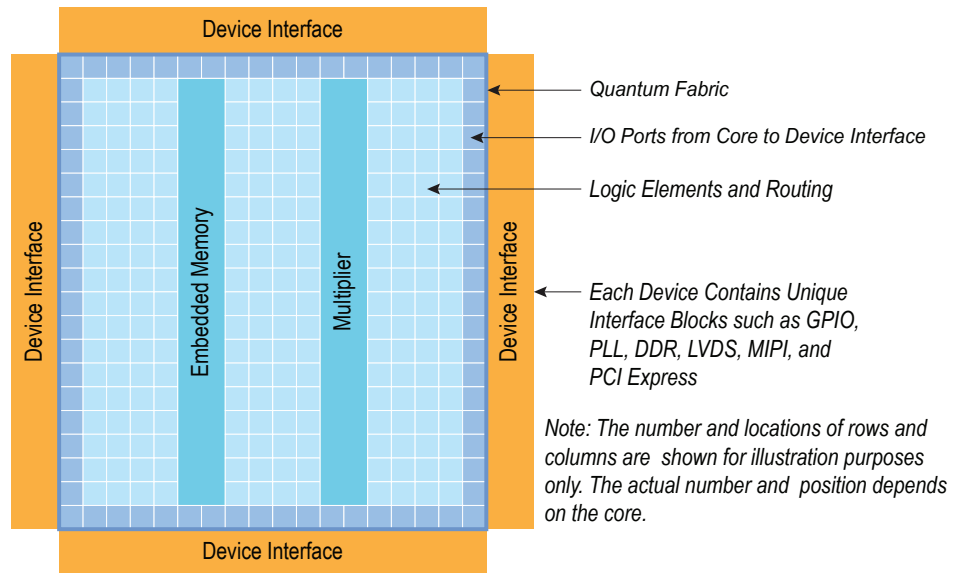 Device Interface
Device Interface
Embedded Memory
Multiplier
Device Interface
Quantum Fabric
I/O Ports from Core to Device Interface
Logic Elements and Routing
Each Device Contains Unique
Interface Blocks such as GPIO,
PLL, DDR, LVDS, MIPI, and
PCI Express
Note: The number and locations of rows and
columns are shown for illustration purposes
only. The actual number and position depends
on the core.
Device Interface